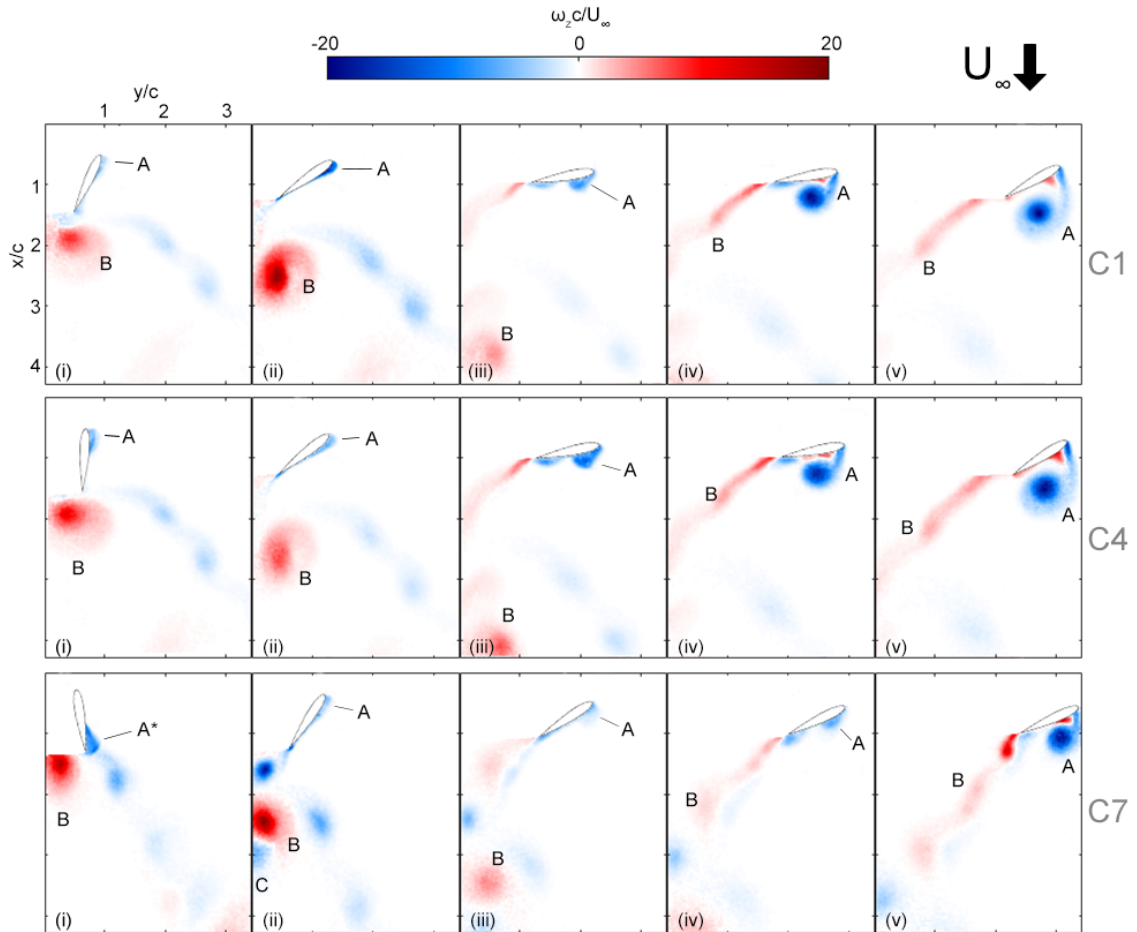 ω_z c/U_∞
-20 0 20
U_∞
y/c
1 2 3
x/c
1
2
3
4
A
B
(i)
A
B
(ii)
A
B
(iii)
A
B
(iv)
A
B
(v)
C1
A
B
(i)
A
B
(ii)
A
B
(iii)
A
B
(iv)
A
B
(v)
C4
A*
B
(i)
A
B
C
(ii)
A
B
(iii)
A
B
(iv)
A
B
(v)
C7